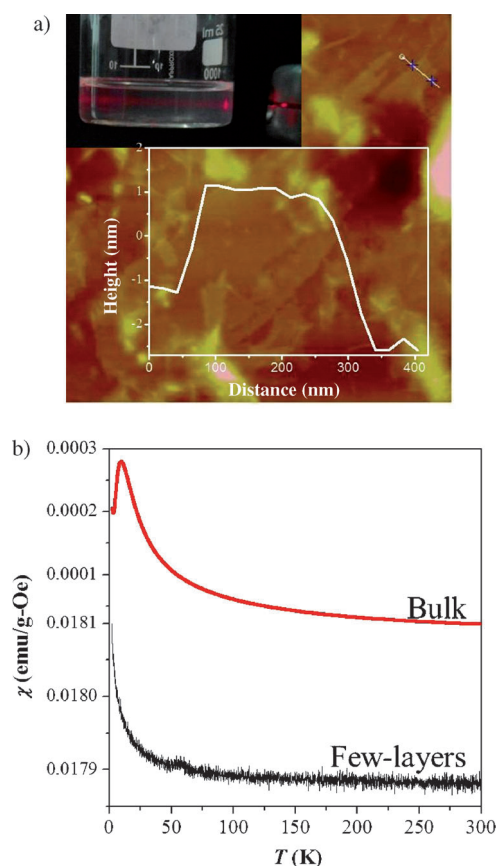 a)
10
1000
2
1
0
-1
-2
Height (nm)
0 100 200 300 400
Distance (nm)
b)
0.0003
0.0002
0.0001
0.0181
0.0180
0.0179
χ (emu/g-Oe)
Bulk
Few-layers
0 50 100 150 200 250 300
T (K)